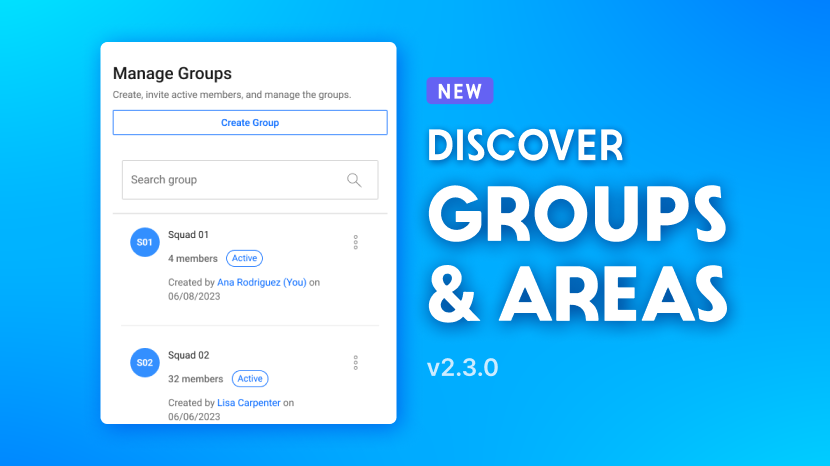 Manage Groups
Create, invite active members, and manage the groups.
Create Group
Search group
S01
Squad 01
4 members
Active
Created by Ana Rodriguez (You) on
06/08/2023
S02
Squad 02
32 members
Active
Created by Lisa Carpenter on
06/06/2023
NEW
DISCOVER
GROUPS
& AREAS
v2.3.0